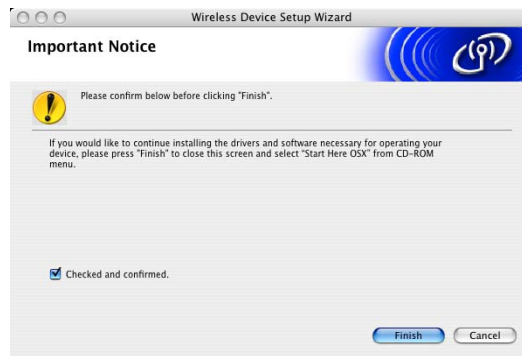 Wireless Device Setup Wizard
Important Notice
Please confirm below before clicking "Finish".
If you would like to continue installing the drivers and software necessary for operating your
device, please press "Finish" to close this screen and select "Start Here OSX" from CD-ROM
menu.
Checked and confirmed.
Finish
Cancel